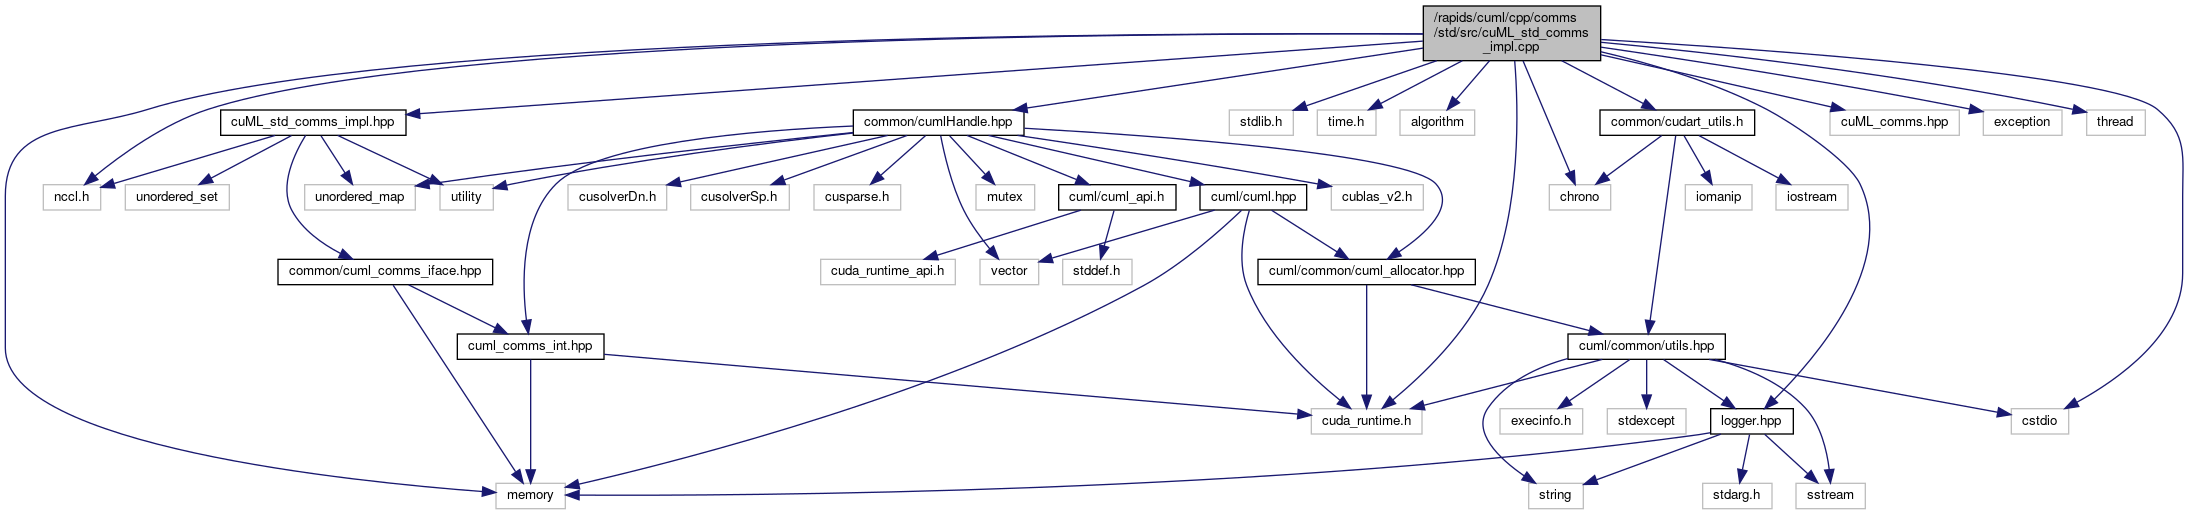 /rapids/cuml/cpp/comms
/std/src/cuML_std_comms
_impl.cpp
cuML_std_comms_impl.hpp
common/cumlHandle.hpp
stdlib.h
time.h
algorithm
common/cudart_utils.h
cuML_comms.hpp
exception
thread
nccl.h
unordered_set
unordered_map
utility
cusolverDn.h
cusolverSp.h
cusparse.h
mutex
cuml/cuml_api.h
cuml/cuml.hpp
cublas_v2.h
chrono
iomanip
iostream
common/cuml_comms_iface.hpp
cuda_runtime_api.h
vector
stddef.h
cuml/common/cuml_allocator.hpp
cuml_comms_int.hpp
cuml/common/utils.hpp
cuda_runtime.h
execinfo.h
stdexcept
logger.hpp
cstdio
memory
string
stdarg.h
sstream